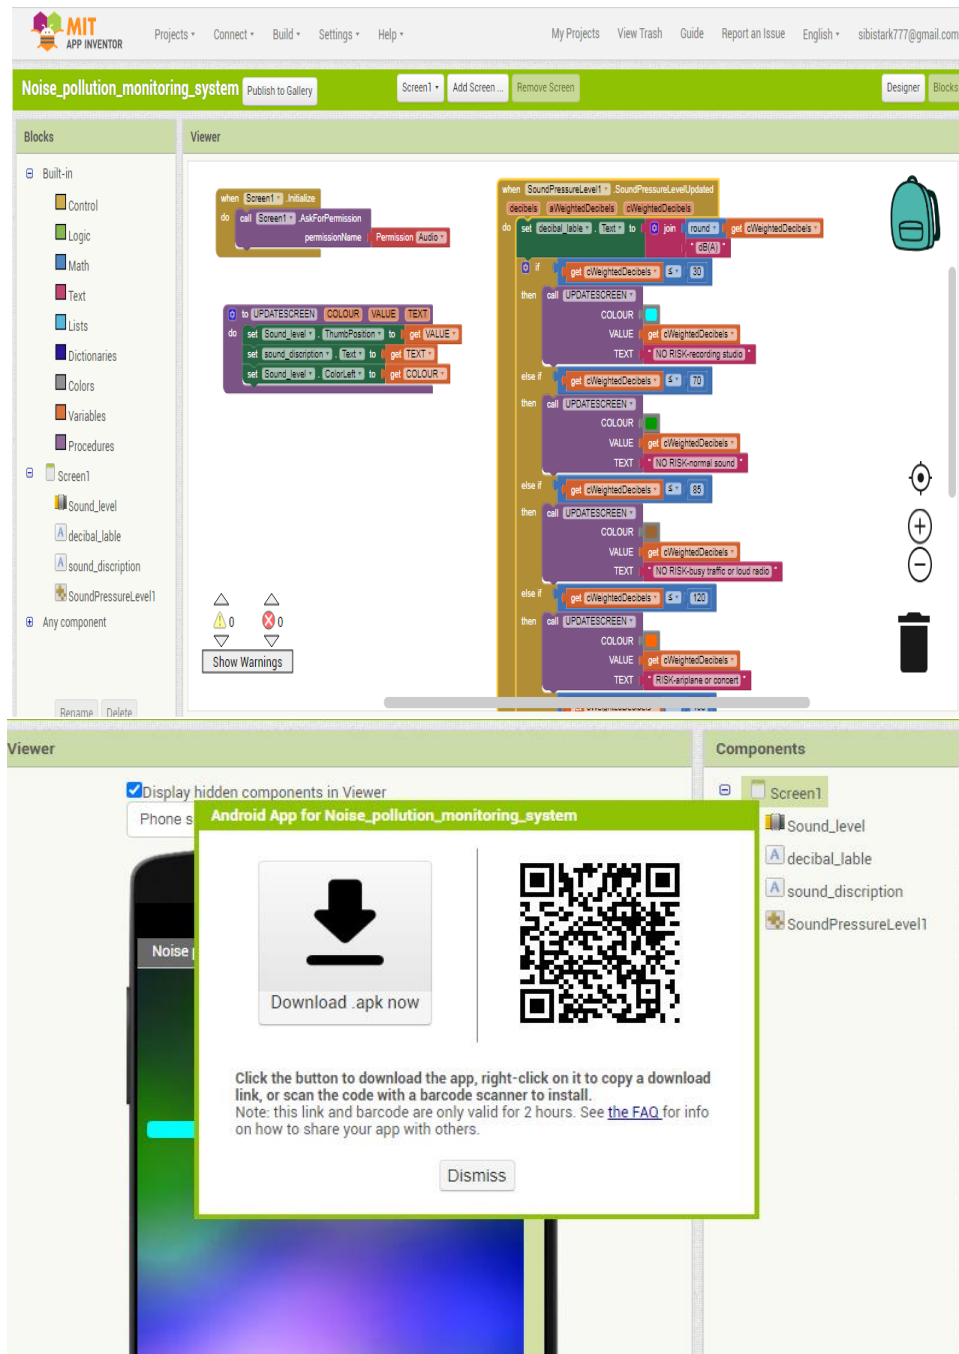 MIT
APP INVENTOR
Projects Connect Build Settings Help My Projects View Trash Guide Report an Issue English sibistark777@gmail.com
Noise_pollution_monitoring_system Publish to Gallery Screen1 Add Screen ... Remove Screen Designer Blocks
Blocks
Viewer
Built-in
Control
Logic
Math
Text
Lists
Dictionaries
Colors
Variables
Procedures
Screen1
Sound_level
decibal_lable
sound_discription
SoundPressureLevel1
Any component
Rename Delete
when Screen1 .Initialize
do call Screen1 .AskForPermission
permissionName Permission Audio
to UPDATESCREEN COLOUR VALUE TEXT
do set Sound_level . ThumbPosition to get VALUE
set sound_discription . Text to get TEXT
set Sound_level . ColorLeft to get COLOUR
0 0
Show Warnings
when SoundPressureLevel1 .SoundPressureLevelUpdated
decibels aWeightedDecibels cWeightedDecibels
do set decibal_lable . Text to join round get cWeightedDecibels
" dB(A) "
if get cWeightedDecibels ≤ 30
then call UPDATESCREEN
COLOUR
VALUE get cWeightedDecibels
TEXT " NO RISK-recording studio "
else if get cWeightedDecibels ≤ 70
then call UPDATESCREEN
COLOUR
VALUE get cWeightedDecibels
TEXT " NO RISK-normal sound "
else if get cWeightedDecibels ≤ 85
then call UPDATESCREEN
COLOUR
VALUE get cWeightedDecibels
TEXT " NO RISK-busy traffic or loud radio "
else if get cWeightedDecibels ≤ 120
then call UPDATESCREEN
COLOUR
VALUE get cWeightedDecibels
TEXT " RISK-ariplane or concert "
Viewer
Components
Display hidden components in Viewer
Phone s
Noise
Android App for Noise_pollution_monitoring_system
Download .apk now
Click the button to download the app, right-click on it to copy a download
link, or scan the code with a barcode scanner to install.
Note: this link and barcode are only valid for 2 hours. See the FAQ for info
on how to share your app with others.
Dismiss
Screen1
Sound_level
decibal_lable
sound_discription
SoundPressureLevel1